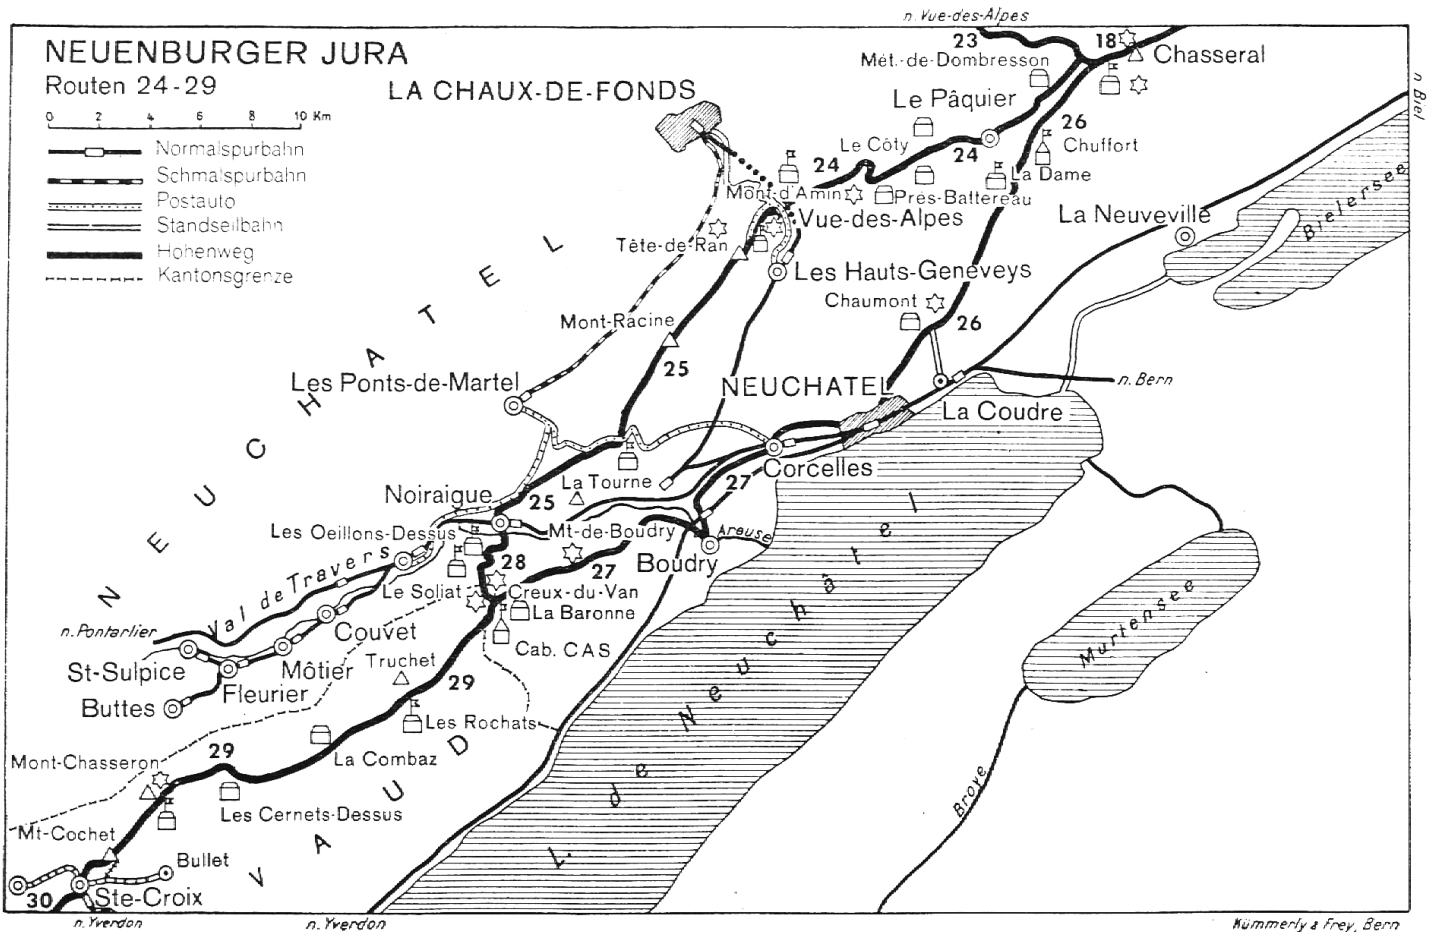 n. Vue-des-Alpes
NEUENBURGER JURA
Routen 24-29
0 2 4 6 8 10 Km
Normalspurbahn
Schmalspurbahn
Postauto
Standseilbahn
Höhenweg
Kantonsgrenze
LA CHAUX-DE-FONDS
23
18
Chasseral
Mét.-de-Dombresson
n. Biel
Le Pâquier
26
Le Côty
24
24
Chuffort
La Dame
Mont-d'Amin
Prés-Battereau
Bielersee
La Neuveville
Vue-des-Alpes
Tête-de-Ran
Les Hauts-Geneveys
Chaumont
26
Mont-Racine
25
NEUCHATEL
Les Ponts-de-Martel
NEUCHATEL
n. Bern
La Coudre
Corcelles
La Tourne
27
Noiraigue
25
Les Oeillons-Dessus
Mt-de-Boudry
Areuse
Boudry
28
27
Val de Travers
Le Soliat
Creux-du-Van
La Baronne
n. Pontarlier
Couvet
Cab. CAS
St-Sulpice
Môtier
Truchet
Fleurier
Buttes
29
Les Rochats
L. de Neuchâtel
Murtensee
29
La Combaz
Mont-Chasseron
Les Cernets-Dessus
VAUD
Broye
Mt-Cochet
Bullet
30
Ste-Croix
n. Yverdon
n. Yverdon
Kümmerly & Frey, Bern